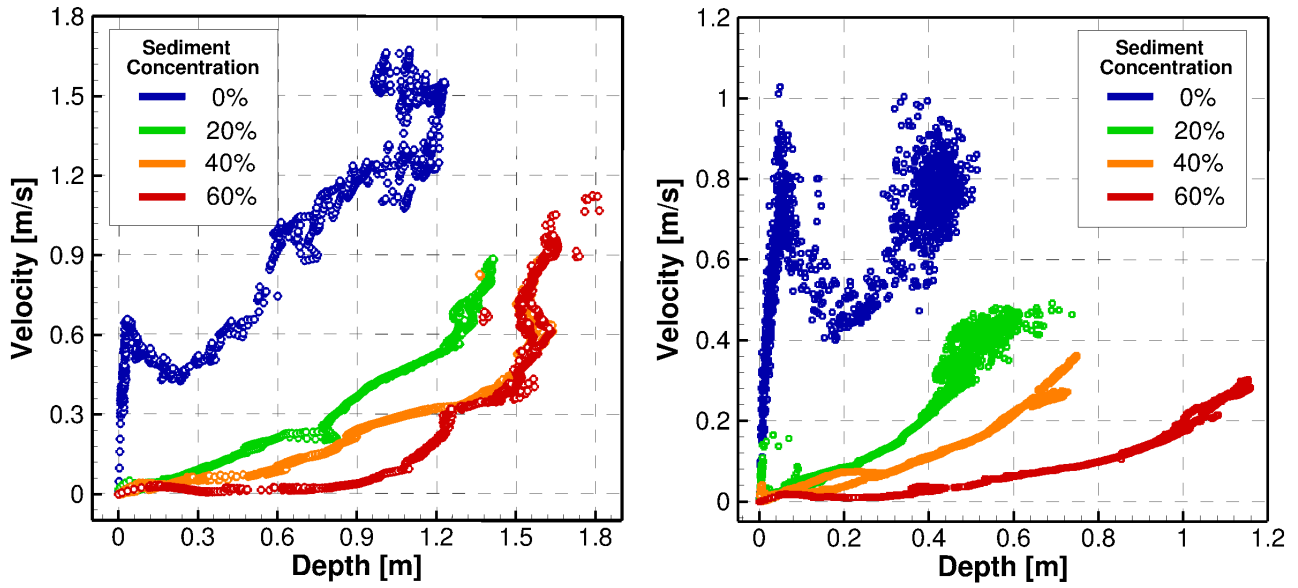 1.8
1.5
1.2
0.9
0.6
0.3
0
Velocity [m/s]
Sediment
Concentration
0%
20%
40%
60%
0 0.3 0.6 0.9 1.2 1.5 1.8
Depth [m]
1.2
1
0.8
0.6
0.4
0.2
0
Velocity [m/s]
Sediment
Concentration
0%
20%
40%
60%
0 0.2 0.4 0.6 0.8 1 1.2
Depth [m]